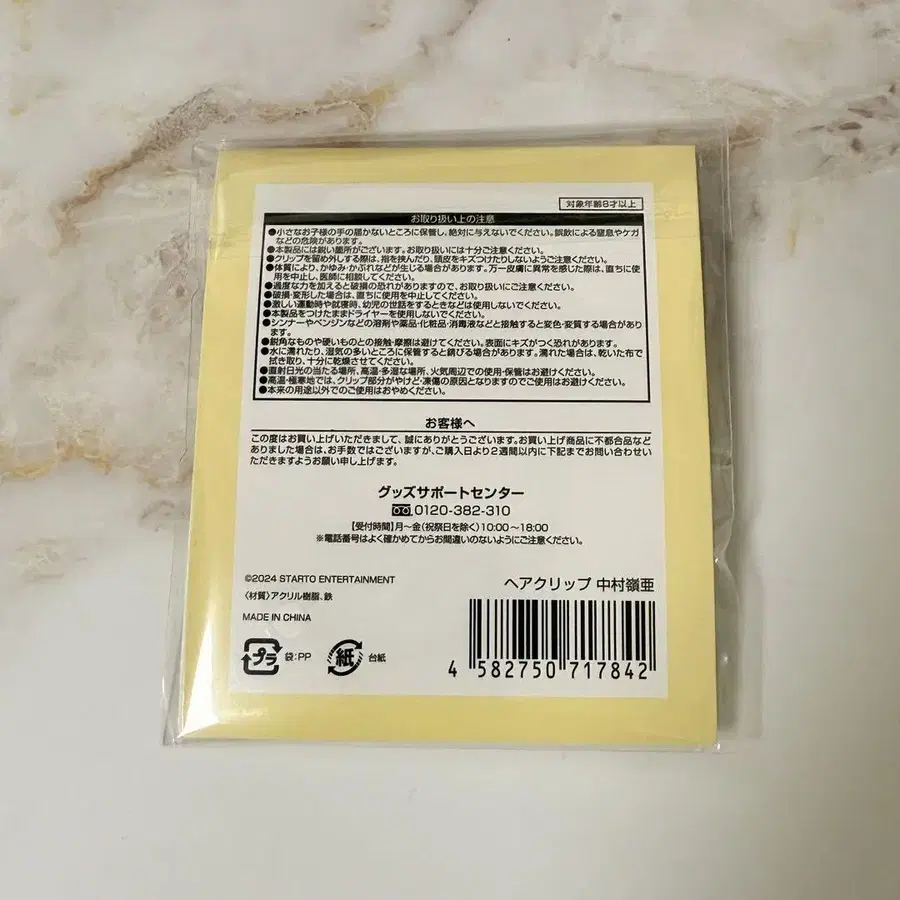 対象年齢8才以上
お取り扱い上の注意
●小さなお子様の手の届かないところに保管し、絶対に与えないでください。誤飲による窒息やケガ
などの危険があります。
●本製品には鋭い箇所がございます。お取り扱いには十分ご注意ください。
●クリップを留め外しする際は、指を挟んだり、頭皮をキズつけたりしないようご注意ください。
●体質により、かゆみ・かぶれなどが生じる場合があります。万一皮膚に異常を感じた際は、直ちに使
用を中止し、医師に相談してください。
●過度な力を加えると破損の恐れがありますので、お取り扱いにご注意ください。
●破損・変形した場合は、直ちに使用を中止してください。
●激しい運動時や就寝時、幼児の世話をするときなどは使用しないでください。
●本製品をつけたままドライヤーを使用しないでください。
●シンナーやベンジンなどの溶剤や薬品・化粧品・消毒液などと接触すると変色・変質する場合があり
ます。
●鋭角なものや硬いものとの接触・摩擦は避けてください。表面にキズがつく恐れがあります。
●水に濡れたり、湿気の多いところに保管すると錆びる場合があります。濡れた場合は、乾いた布で
拭き取り、十分に乾燥させてください。
●直射日光の当たる場所、高温・多湿な場所、火気周辺での使用・保管はお避けください。
●高温・極寒地では、クリップ部分がやけど・凍傷の原因となりますのでご使用はお避けください。
●本来の用途以外でのご使用はおやめください。
お客様へ
この度はお買い上げいただきまして、誠にありがとうございます。お買い上げ商品に不都合品など
ありました場合は、お手数ではございますが、ご購入日より2週間以内に下記までお問い合わせい
ただきますようお願い申し上げます。
グッズサポートセンター
0120-382-310
【受付時間】月～金(祝祭日を除く)10:00～18:00
※電話番号はよく確かめてからお間違いのないようにご注意ください。
©2024 STARTO ENTERTAINMENT
ヘアクリップ 中村嶺亜
〈材質〉アクリル樹脂、鉄
MADE IN CHINA
プラ 袋:PP 紙 台紙
4 582750 717842